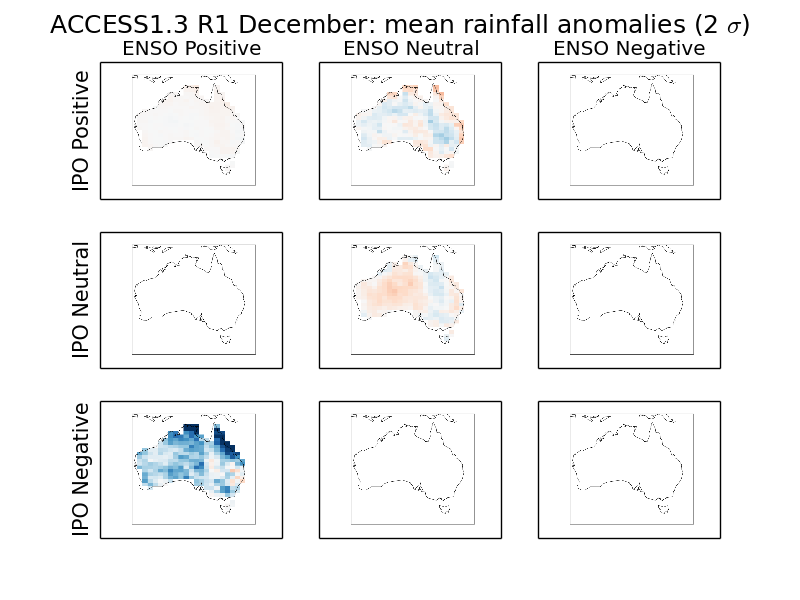 ACCESS1.3 R1 December: mean rainfall anomalies (2 σ)
ENSO Positive
ENSO Neutral
ENSO Negative
IPO Positive
IPO Neutral
IPO Negative